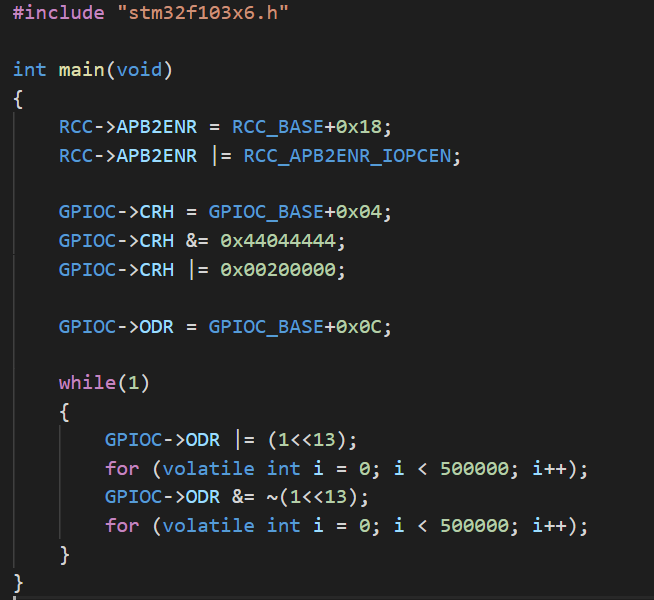 #include "stm32f103x6.h"
int main(void)
{
RCC->APB2ENR = RCC_BASE+0x18;
RCC->APB2ENR |= RCC_APB2ENR_IOPCEN;
GPIOC->CRH = GPIOC_BASE+0x04;
GPIOC->CRH &= 0x44044444;
GPIOC->CRH |= 0x00200000;
GPIOC->ODR = GPIOC_BASE+0x0C;
while(1)
{
GPIOC->ODR |= (1<<13);
for (volatile int i = 0; i < 500000; i++);
GPIOC->ODR &= ~(1<<13);
for (volatile int i = 0; i < 500000; i++);
}
}